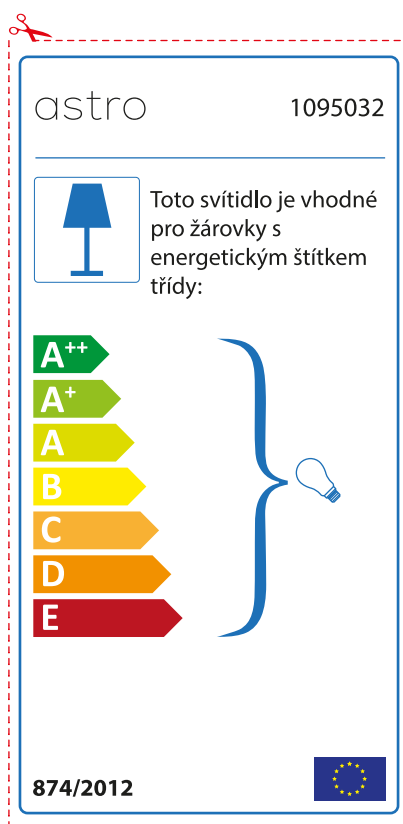 astro
1095032
Toto svítidlo je vhodné
pro žárovky s
energetickým štítkem
třídy:
A++
A+
A
B
C
D
E
874/2012